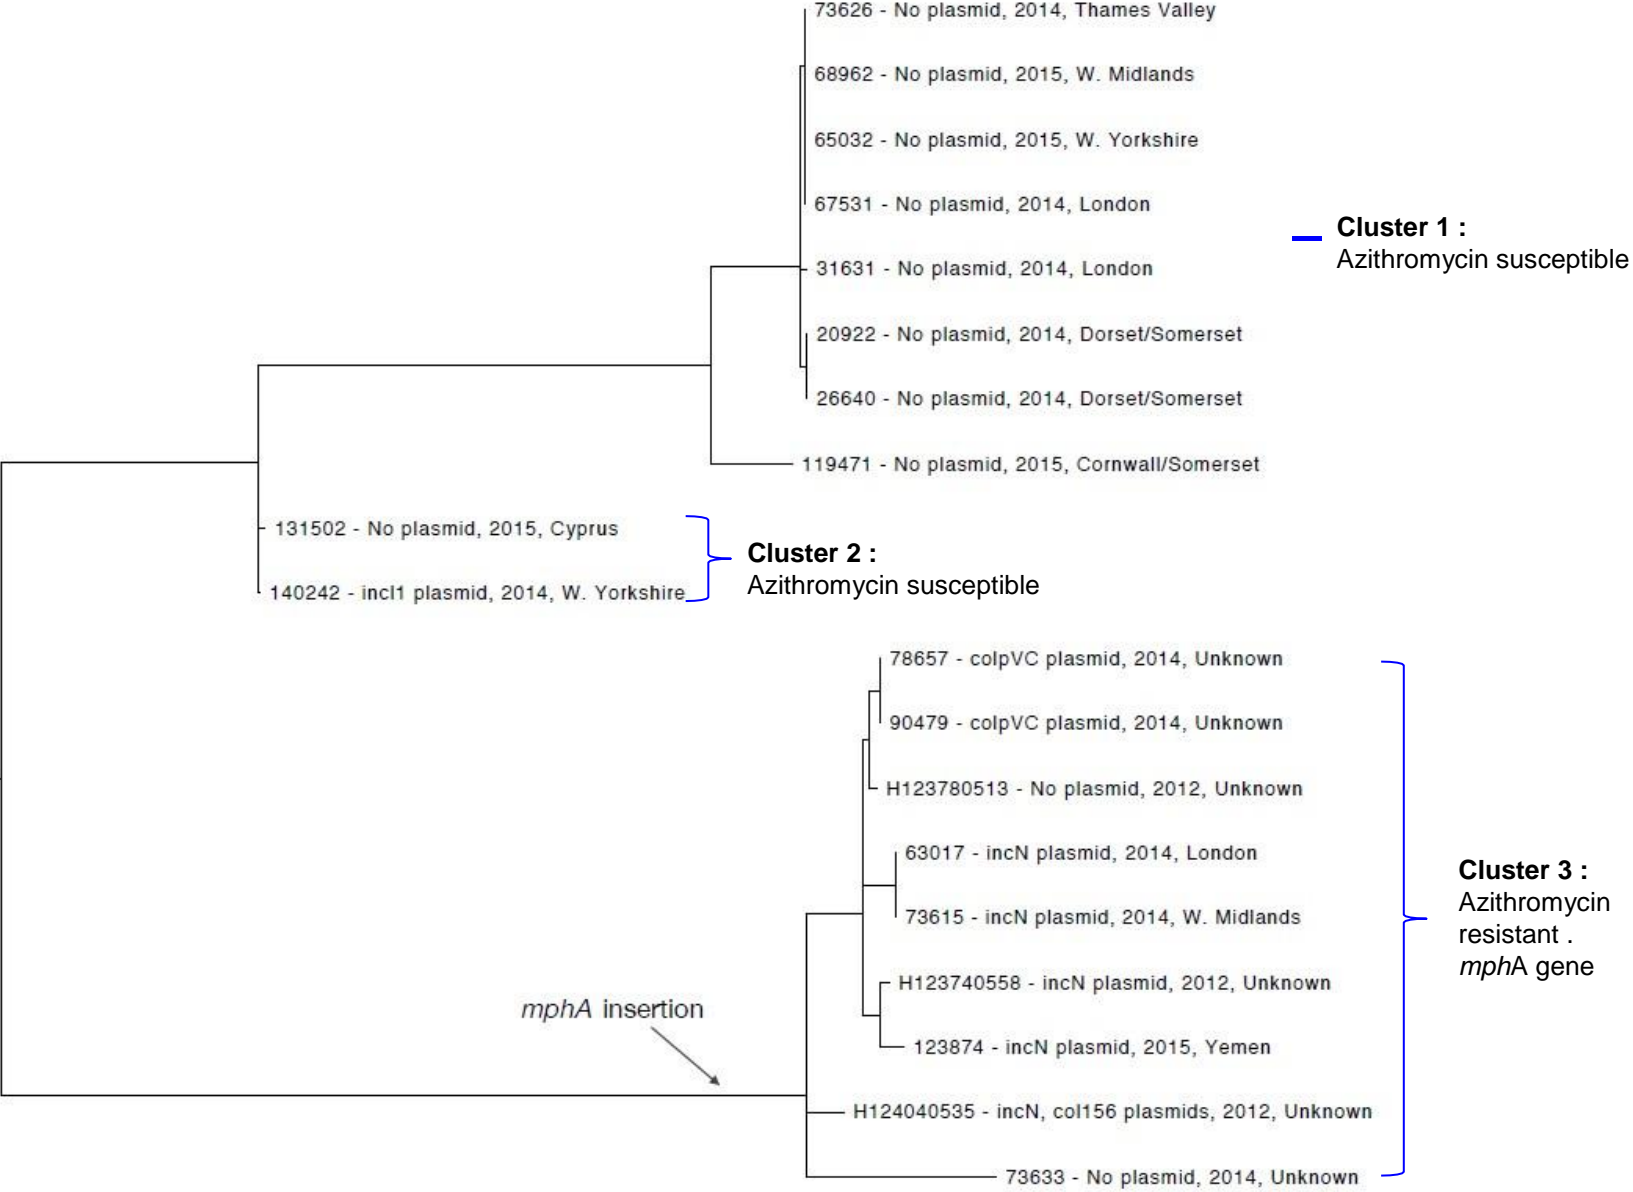 73626 - No plasmid, 2014, Thames Valley
68962 - No plasmid, 2015, W. Midlands
65032 - No plasmid, 2015, W. Yorkshire
67531 - No plasmid, 2014, London
Cluster 1 :
Azithromycin susceptible
31631 - No plasmid, 2014, London
20922 - No plasmid, 2014, Dorset/Somerset
26640 - No plasmid, 2014, Dorset/Somerset
119471 - No plasmid, 2015, Cornwall/Somerset
131502 - No plasmid, 2015, Cyprus
140242 - incI1 plasmid, 2014, W. Yorkshire
Cluster 2 :
Azithromycin susceptible
78657 - colpVC plasmid, 2014, Unknown
90479 - colpVC plasmid, 2014, Unknown
H123780513 - No plasmid, 2012, Unknown
63017 - incN plasmid, 2014, London
73615 - incN plasmid, 2014, W. Midlands
Cluster 3 :
Azithromycin
resistant .
mphA gene
H123740558 - incN plasmid, 2012, Unknown
mphA insertion
123874 - incN plasmid, 2015, Yemen
H124040535 - incN, col156 plasmids, 2012, Unknown
73633 - No plasmid, 2014, Unknown